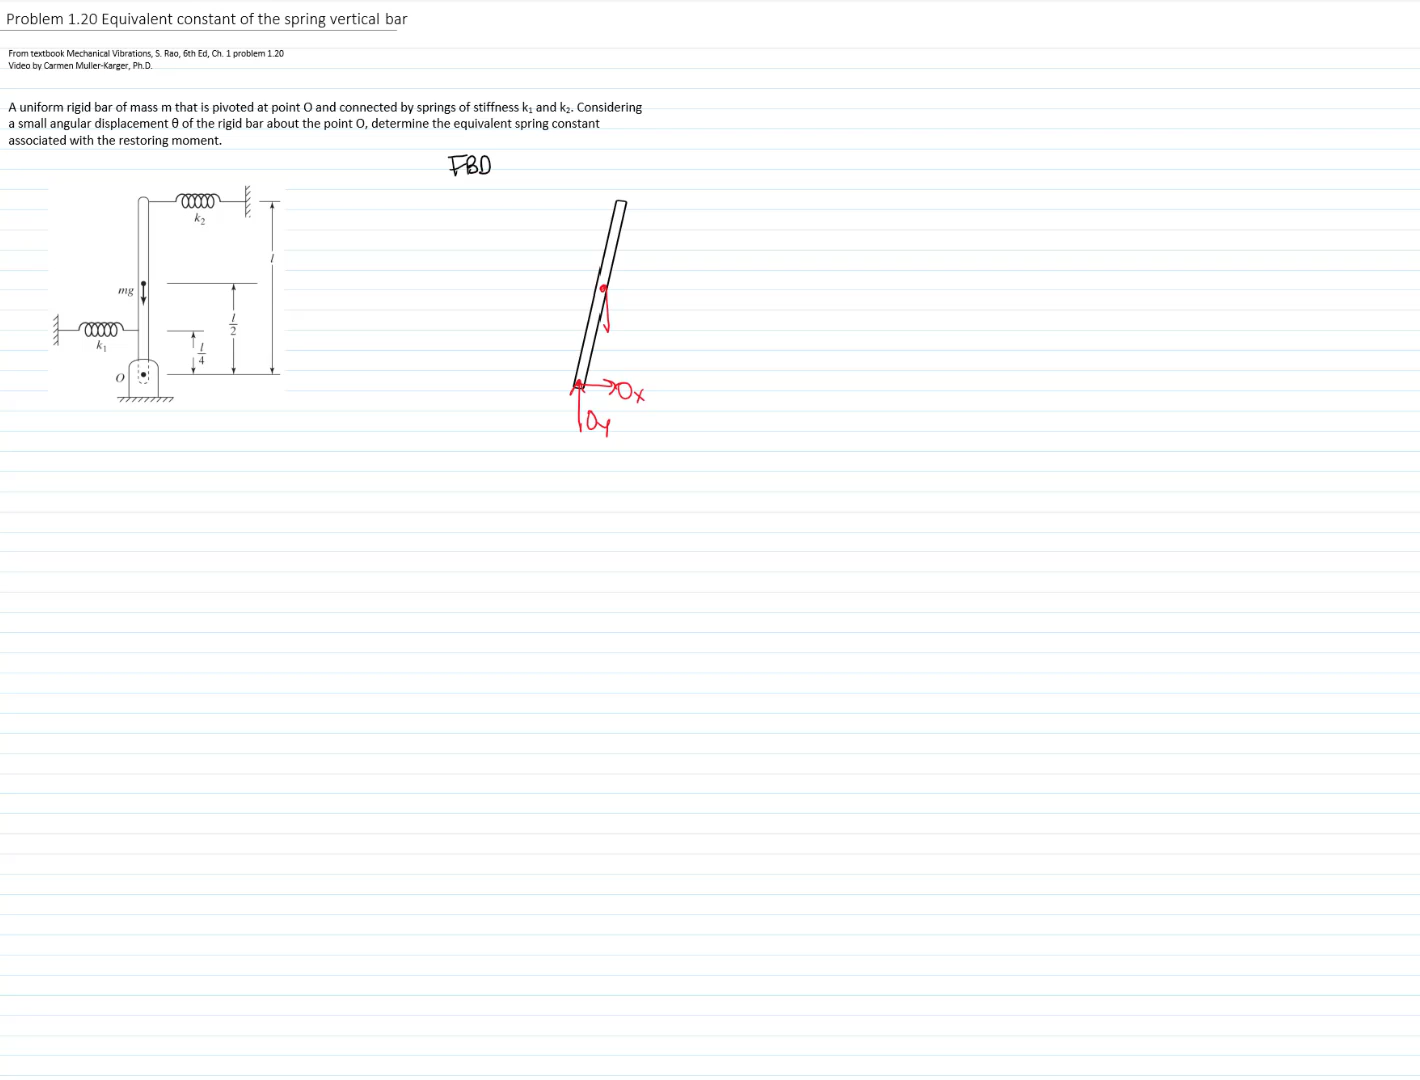 Problem 1.20 Equivalent constant of the spring vertical bar
From textbook Mechanical Vibrations, S. Rao, 6th Ed, Ch. 1 problem 1.20
Video by Carmen Muller-Karger, Ph.D.
A uniform rigid bar of mass m that is pivoted at point O and connected by springs of stiffness k₁ and k₂. Considering
a small angular displacement θ of the rigid bar about the point O, determine the equivalent spring constant
associated with the restoring moment.
FBD
k₂
l
mg
l/2
k₁
l/4
O
Ox
Oy